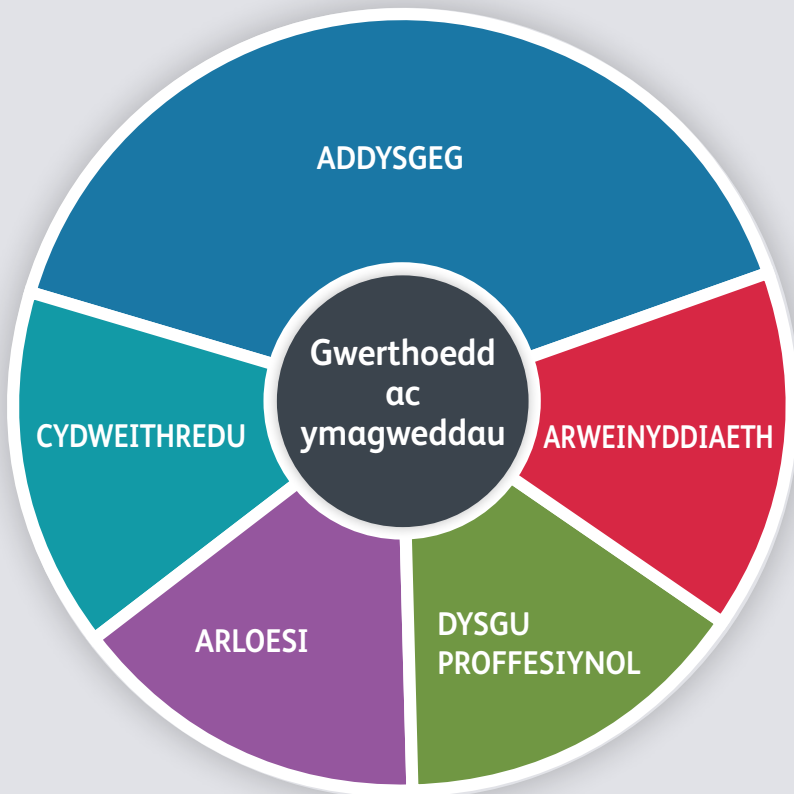 ADDYSGEG
Gwerthoedd
ac
ymagweddau
CYDWEITHREDU
ARWEINYDDIAETH
ARLOESI
DYSGU
PROFFESIYNOL